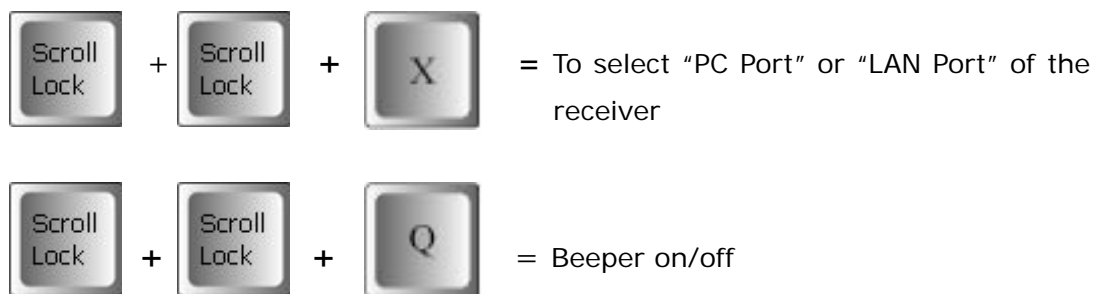 Scroll Lock + Scroll Lock + X = To select “PC Port” or “LAN Port” of the
receiver
Scroll Lock + Scroll Lock + Q = Beeper on/off